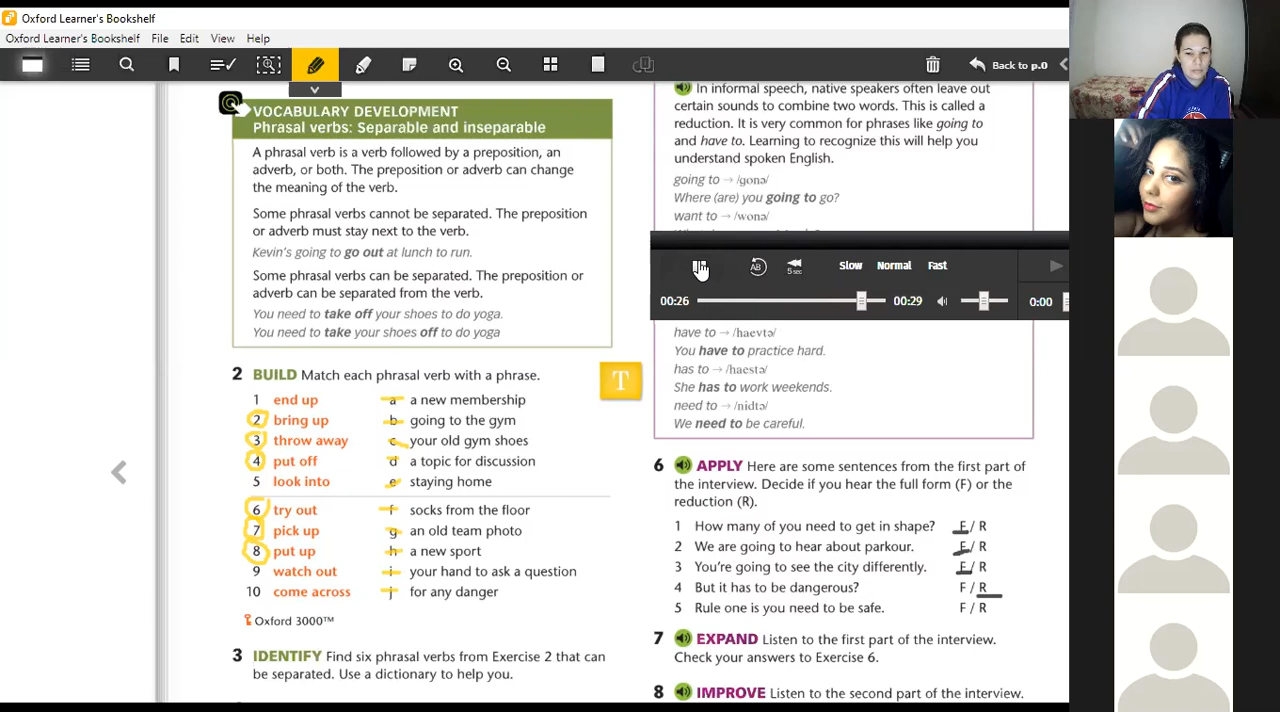 Oxford Learner's Bookshelf
Oxford Learner's Bookshelf File Edit View Help
Back to p.0
VOCABULARY DEVELOPMENT
Phrasal verbs: Separable and inseparable
A phrasal verb is a verb followed by a preposition, an
adverb, or both. The preposition or adverb can change
the meaning of the verb.
Some phrasal verbs cannot be separated. The preposition
or adverb must stay next to the verb.
Kevin's going to go out at lunch to run.
Some phrasal verbs can be separated. The preposition or
adverb can be separated from the verb.
You need to take off your shoes to do yoga.
You need to take your shoes off to do yoga
2 BUILD Match each phrasal verb with a phrase.
1 end up a a new membership
2 bring up b going to the gym
3 throw away c your old gym shoes
4 put off d a topic for discussion
5 look into e staying home
6 try out f socks from the floor
7 pick up g an old team photo
8 put up h a new sport
9 watch out i your hand to ask a question
10 come across j for any danger
Oxford 3000™
3 IDENTIFY Find six phrasal verbs from Exercise 2 that can
be separated. Use a dictionary to help you.
T
In informal speech, native speakers often leave out
certain sounds to combine two words. This is called a
reduction. It is very common for phrases like going to
and have to. Learning to recognize this will help you
understand spoken English.
going to → /gonə/
Where (are) you going to go?
want to → /wonə/
AB 5 sec Slow Normal Fast
00:26 00:29 0:00
have to → /haevtə/
You have to practice hard.
has to → /haestə/
She has to work weekends.
need to → /nidtə/
We need to be careful.
6 APPLY Here are some sentences from the first part of
the interview. Decide if you hear the full form (F) or the
reduction (R).
1 How many of you need to get in shape? F / R
2 We are going to hear about parkour. F / R
3 You're going to see the city differently. F / R
4 But it has to be dangerous? F / R
5 Rule one is you need to be safe. F / R
7 EXPAND Listen to the first part of the interview.
Check your answers to Exercise 6.
8 IMPROVE Listen to the second part of the interview.